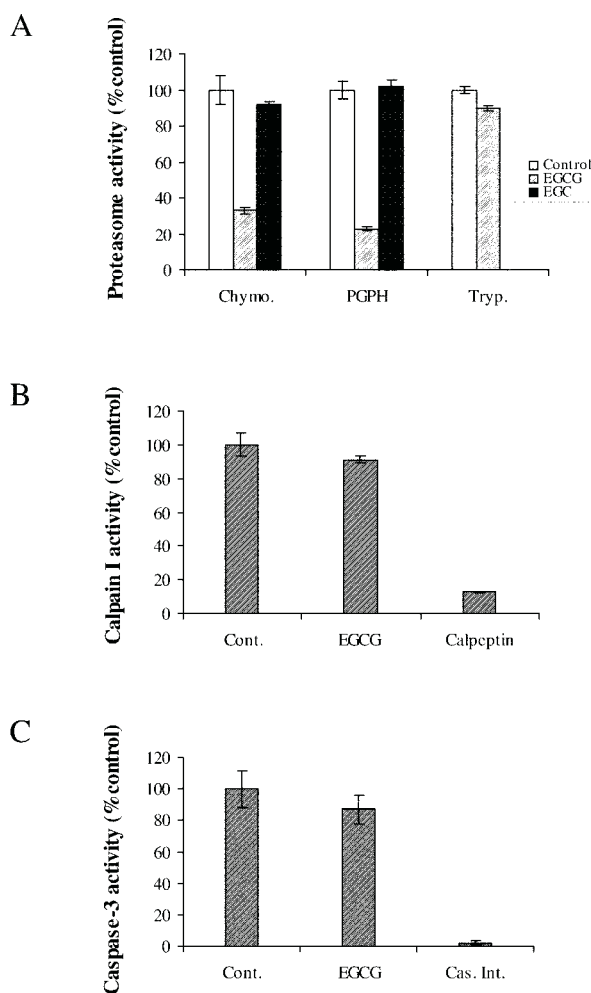 A
Proteasome activity (% control)
120
100
80
60
40
20
0
Chymo. PGPH Tryp.
Control
EGCG
EGC
B
Calpain I activity (% control)
120
100
80
60
40
20
0
Cont. EGCG Calpeptin
C
Caspase-3 activity (% control)
120
100
80
60
40
20
0
Cont. EGCG Cas. Int.